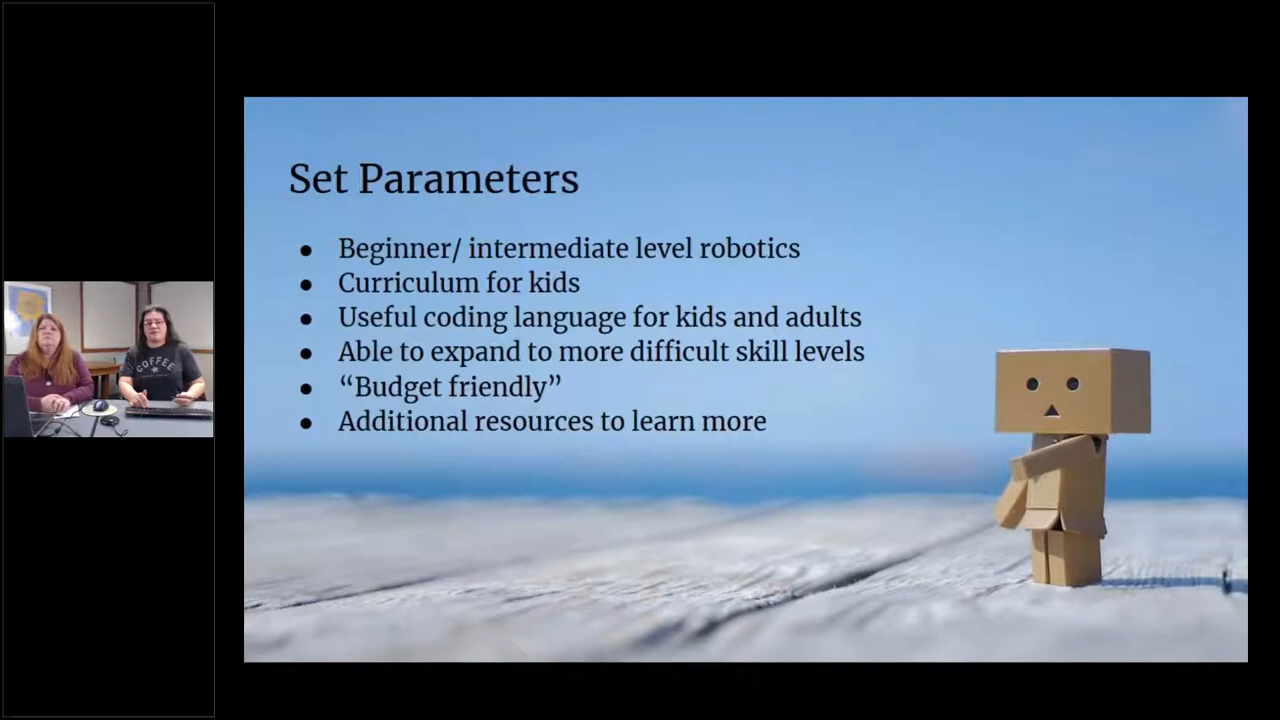 Set Parameters
● Beginner/ intermediate level robotics
● Curriculum for kids
● Useful coding language for kids and adults
● Able to expand to more difficult skill levels
● “Budget friendly”
● Additional resources to learn more
COFFEE